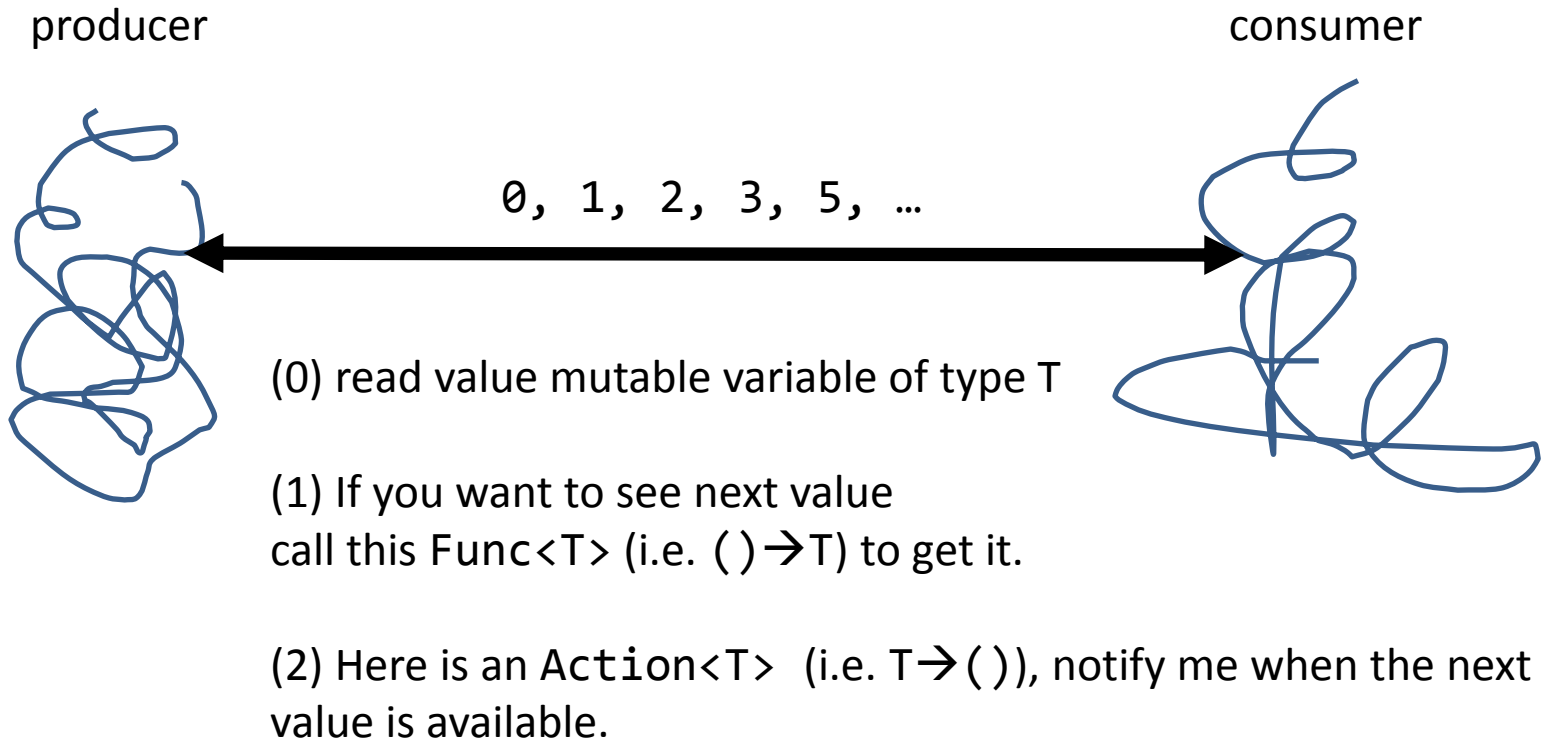 producer
consumer
0, 1, 2, 3, 5, …
(0) read value mutable variable of type T
(1) If you want to see next value
call this Func<T> (i.e. ()→T) to get it.
(2) Here is an Action<T> (i.e. T→()), notify me when the next
value is available.